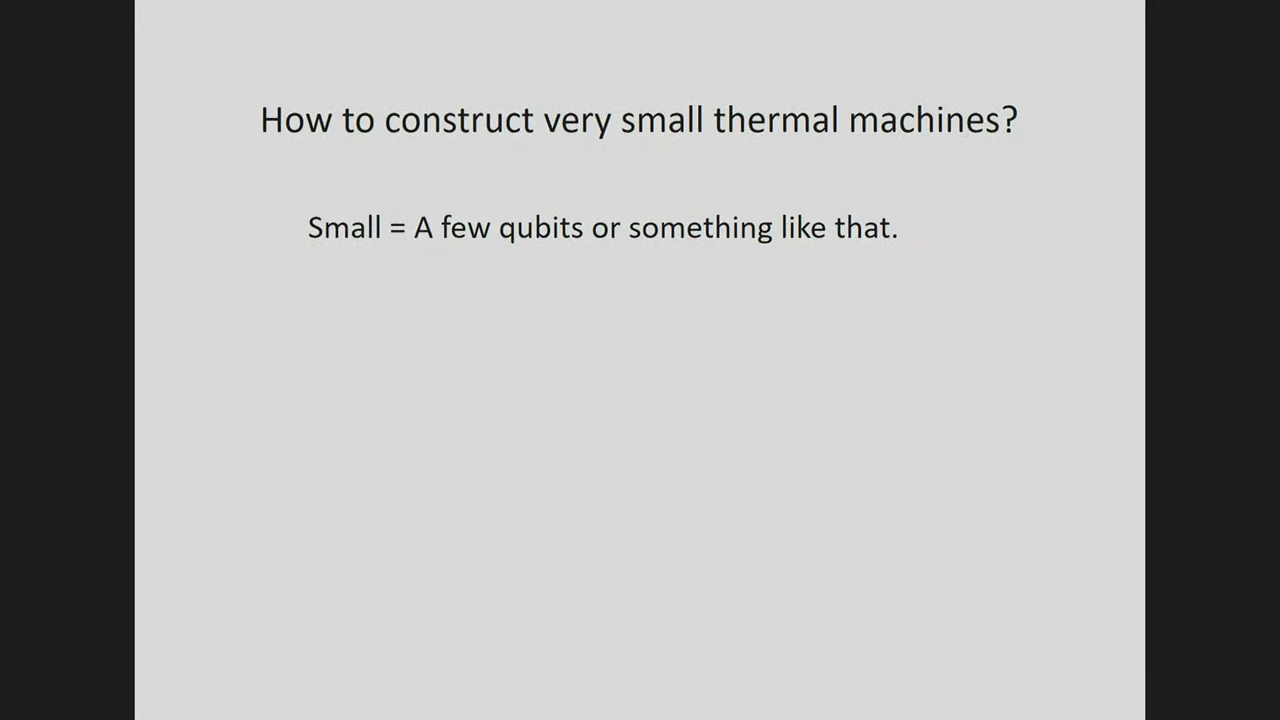 How to construct very small thermal machines?
Small = A few qubits or something like that.